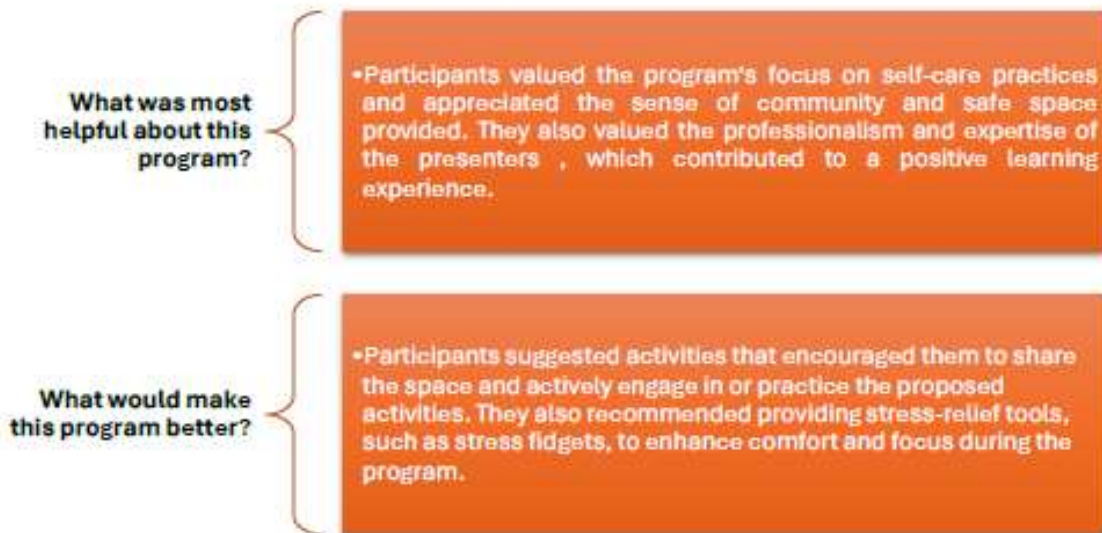 What was most
helpful about this
program?
•Participants valued the program's focus on self-care practices
and appreciated the sense of community and safe space
provided. They also valued the professionalism and expertise of
the presenters , which contributed to a positive learning
experience.
What would make
this program better?
•Participants suggested activities that encouraged them to share
the space and actively engage in or practice the proposed
activities. They also recommended providing stress-relief tools,
such as stress fidgets, to enhance comfort and focus during the
program.